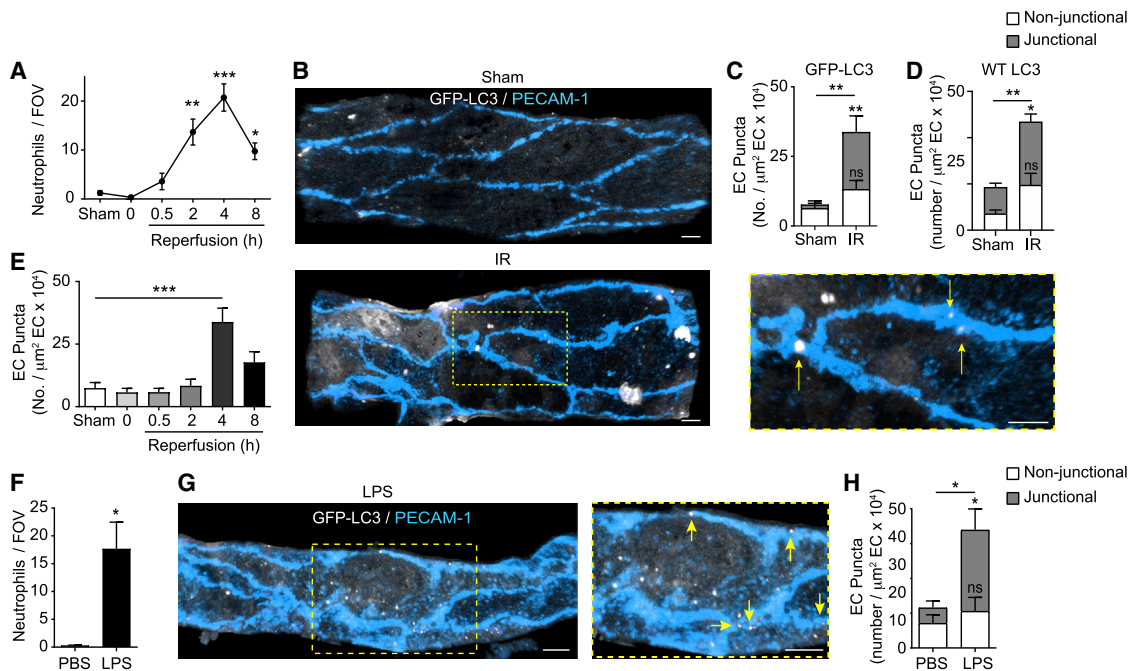 Non-junctional
Junctional
A
Neutrophils / FOV
20
10
0
***
**
*
Sham 0 0.5 2 4 8
Reperfusion (h)
B
Sham
GFP-LC3 / PECAM-1
IR
C
GFP-LC3
EC Puncta
(No. / µm² EC x 10⁴)
50
25
0
**
**
ns
Sham IR
D
WT LC3
EC Puncta
(number / µm² EC x 10⁴)
50
25
0
**
*
ns
Sham IR
E
EC Puncta
(No. / µm² EC x 10⁴)
50
25
0
***
Sham 0 0.5 2 4 8
Reperfusion (h)
F
Neutrophils / FOV
25
20
15
10
5
0
*
PBS LPS
G
LPS
GFP-LC3 / PECAM-1
Non-junctional
Junctional
H
EC Puncta
(number / µm² EC x 10⁴)
50
40
30
20
10
0
*
*
ns
PBS LPS